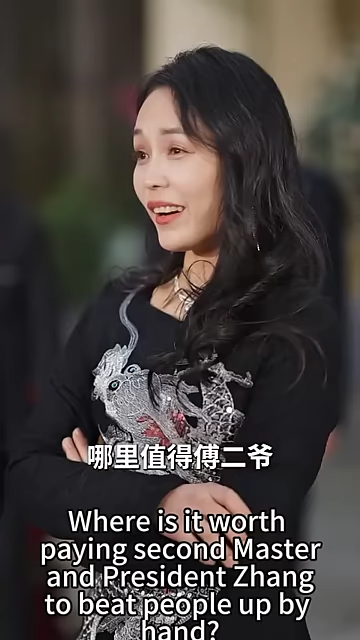 哪里值得傅二爷
Where is it worth
paying second Master
and President Zhang
to beat people up by
hand?